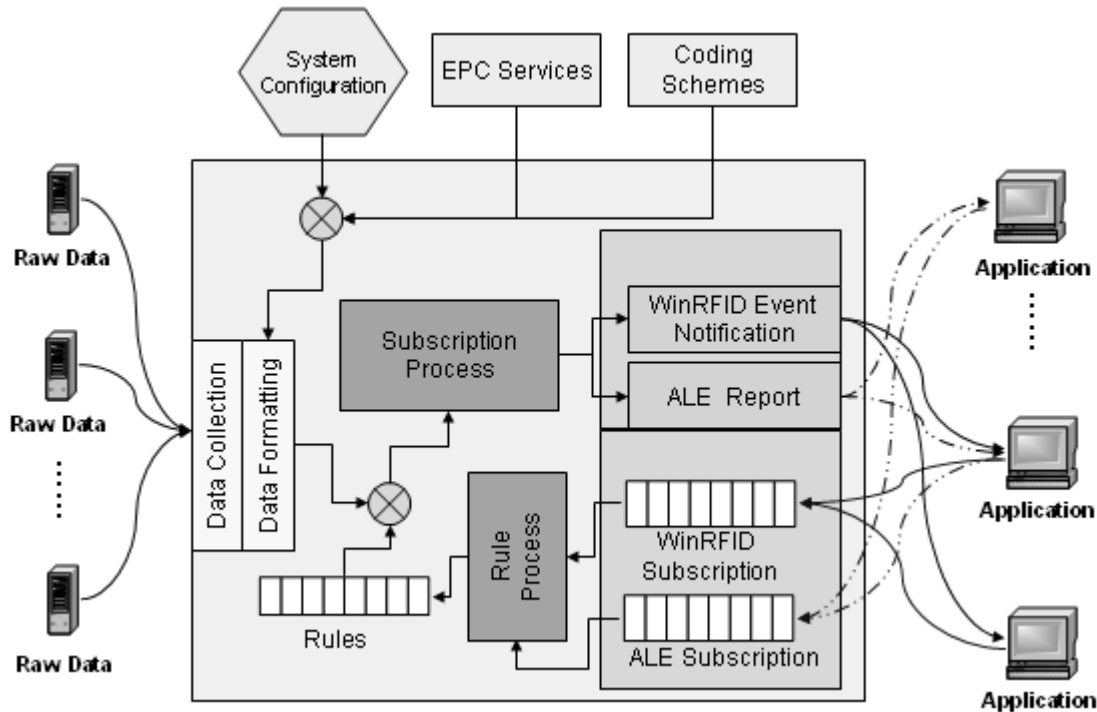 System
Configuration
EPC Services
Coding
Schemes
Raw Data
Raw Data
Raw Data
Data Collection
Data Formatting
Subscription
Process
WinRFID Event
Notification
ALE Report
Rule
Process
Rules
WinRFID
Subscription
ALE Subscription
Application
Application
Application